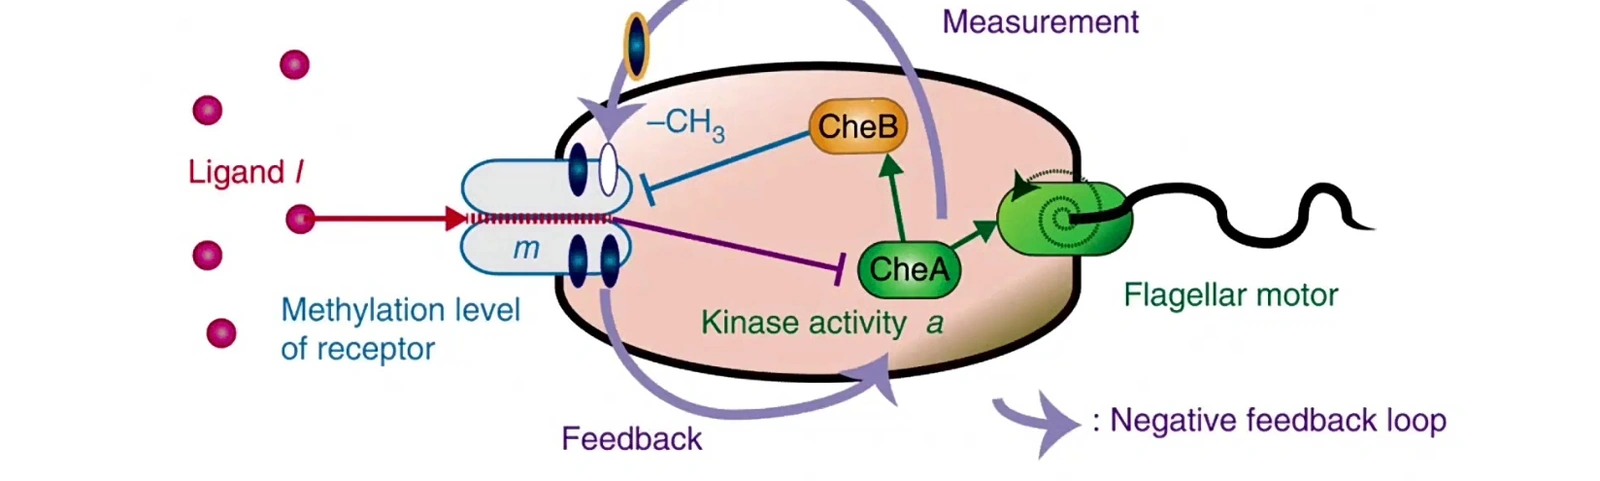 Measurement
–CH3
CheB
Ligand l
m
CheA
Methylation level
of receptor
Kinase activity a
Flagellar motor
Feedback
: Negative feedback loop